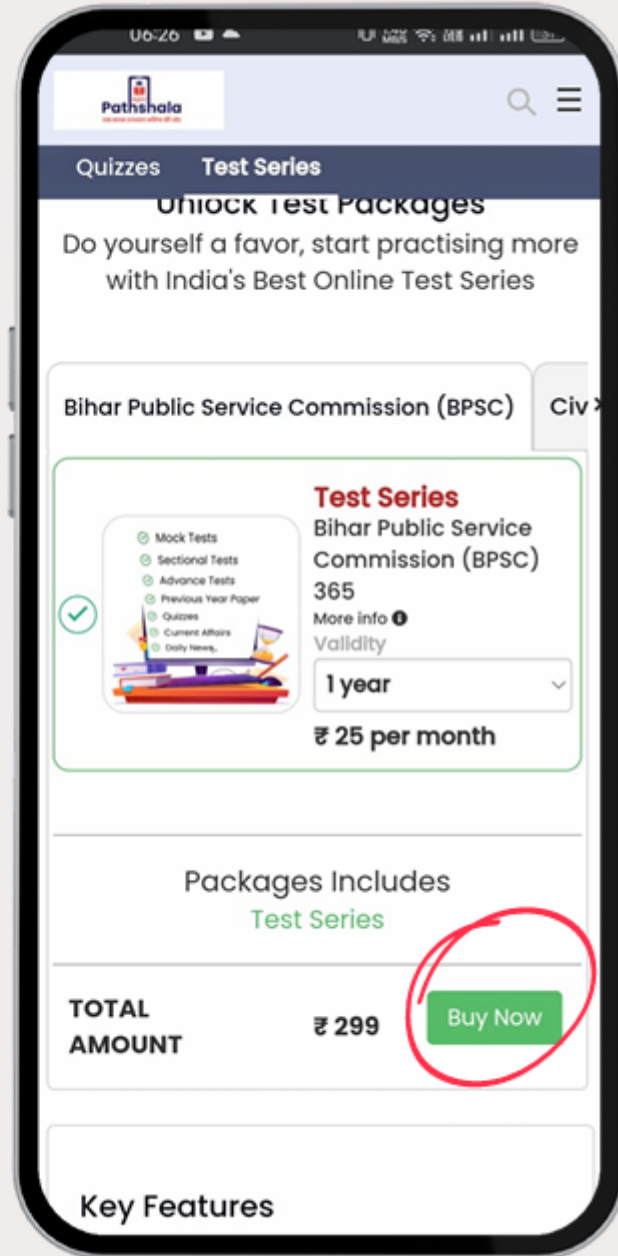 06:26
Pathshala
Quizzes Test Series
Unlock Test Packages
Do yourself a favor, start practising more
with India's Best Online Test Series
Bihar Public Service Commission (BPSC) Civ
Mock Tests
Sectional Tests
Advance Tests
Previous Year Paper
Quizzes
Current Affairs
Daily News,
Test Series
Bihar Public Service
Commission (BPSC)
365
More info
Validity
1 year
₹ 25 per month
Packages Includes
Test Series
TOTAL
AMOUNT
₹ 299
Buy Now
Key Features